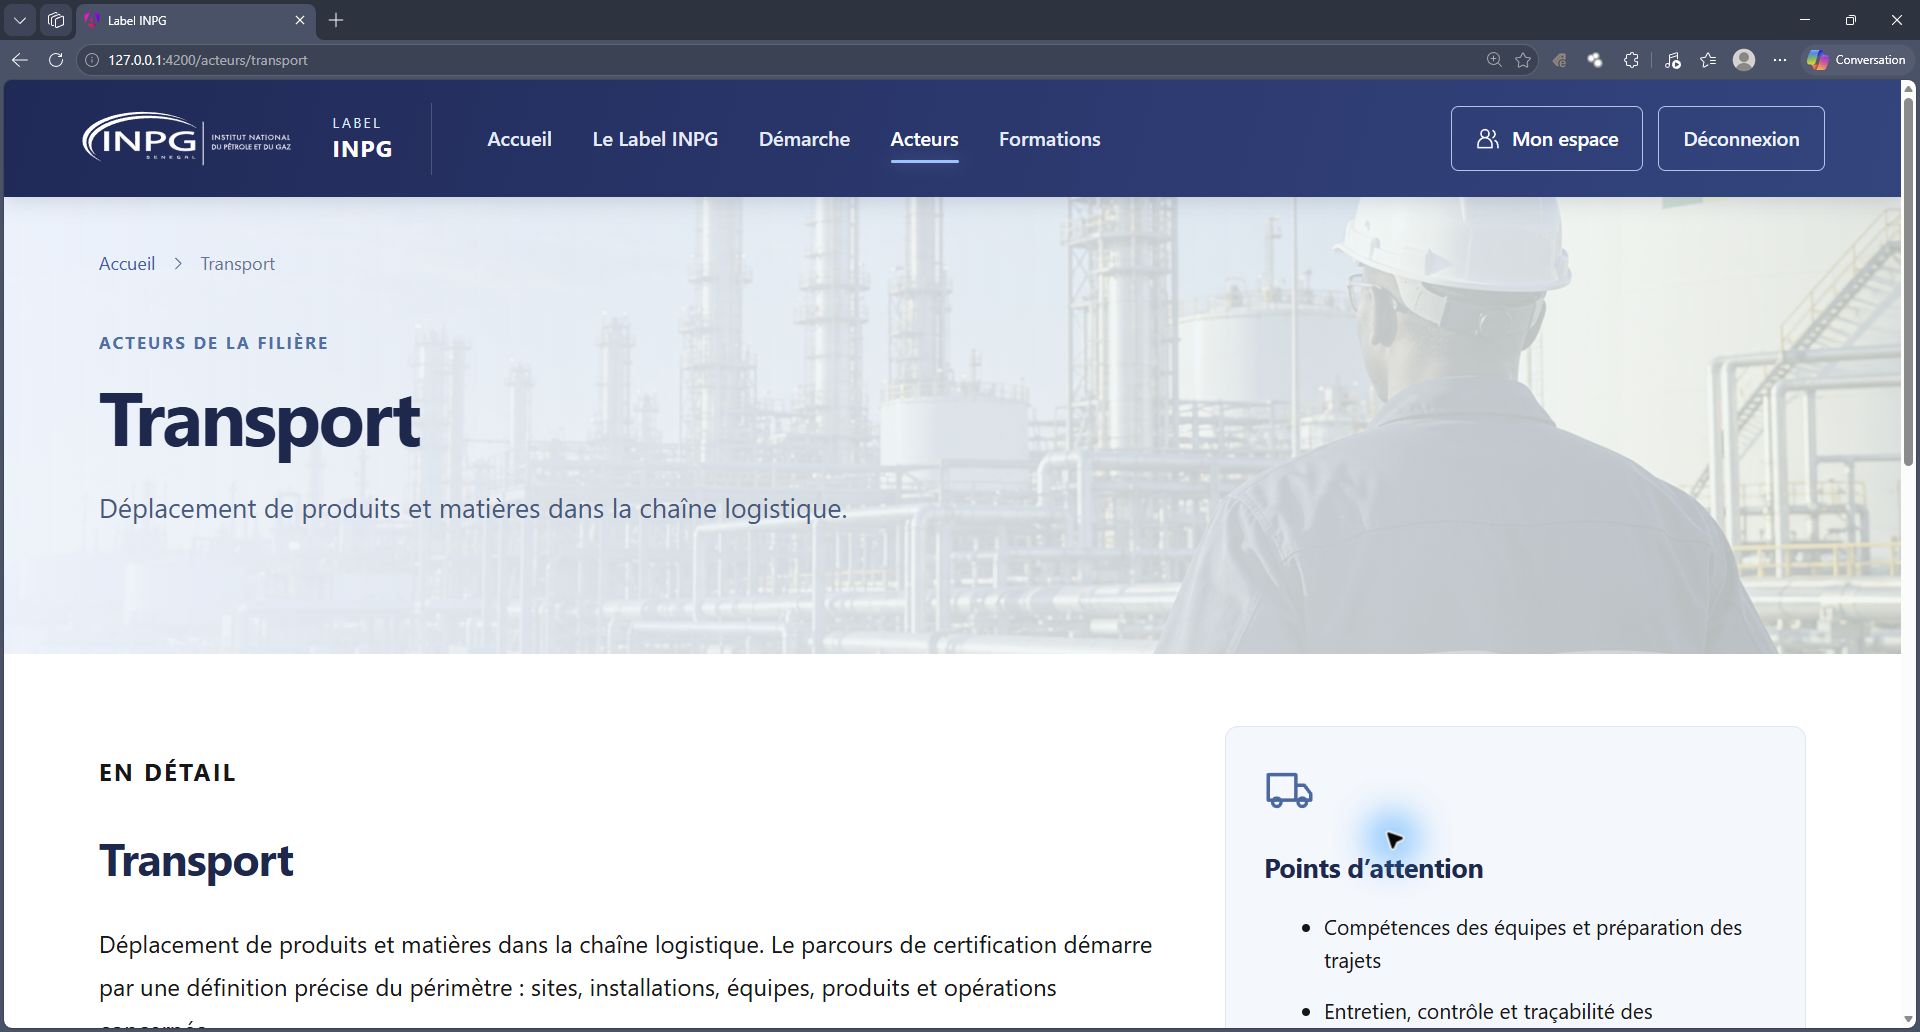 Label INPG
127.0.0.1:4200/acteurs/transport
Conversation
INPG
SENEGAL
INSTITUT NATIONAL
DU PÉTROLE ET DU GAZ
LABEL
INPG
Accueil
Le Label INPG
Démarche
Acteurs
Formations
Mon espace
Déconnexion
Accueil > Transport
ACTEURS DE LA FILIÈRE
Transport
Déplacement de produits et matières dans la chaîne logistique.
EN DÉTAIL
Transport
Déplacement de produits et matières dans la chaîne logistique. Le parcours de certification démarre
par une définition précise du périmètre : sites, installations, équipes, produits et opérations
Points d’attention
• Compétences des équipes et préparation des
trajets
• Entretien, contrôle et traçabilité des